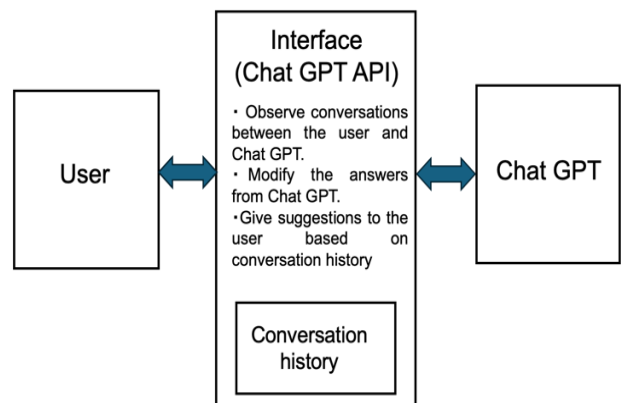 Interface
(Chat GPT API)
・ Observe conversations
between the user and
Chat GPT.
・ Modify the answers
from Chat GPT.
・Give suggestions to the
user based on
conversation history
User
Chat GPT
Conversation
history